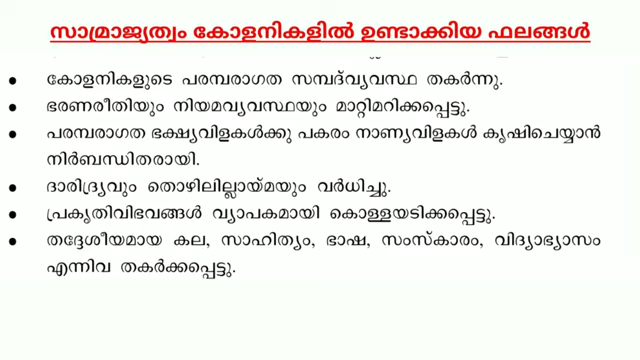 സാമ്രാജ്യത്വം കോളനികളിൽ ഉണ്ടാക്കിയ ഫലങ്ങൾ
● കോളനികളുടെ പരമ്പരാഗത സമ്പദ്‌വ്യവസ്ഥ തകർന്നു.
● ഭരണരീതിയും നിയമവ്യവസ്ഥയും മാറ്റിമറിക്കപ്പെട്ടു.
● പരമ്പരാഗത ഭക്ഷ്യവിളകൾക്കു പകരം നാണ്യവിളകൾ കൃഷിചെയ്യാൻ
നിർബന്ധിതരായി.
● ദാരിദ്ര്യവും തൊഴിലില്ലായ്മയും വർധിച്ചു.
● പ്രകൃതിവിഭവങ്ങൾ വ്യാപകമായി കൊള്ളയടിക്കപ്പെട്ടു.
● തദ്ദേശീയമായ കല, സാഹിത്യം, ഭാഷ, സംസ്കാരം, വിദ്യാഭ്യാസം
എന്നിവ തകർക്കപ്പെട്ടു.